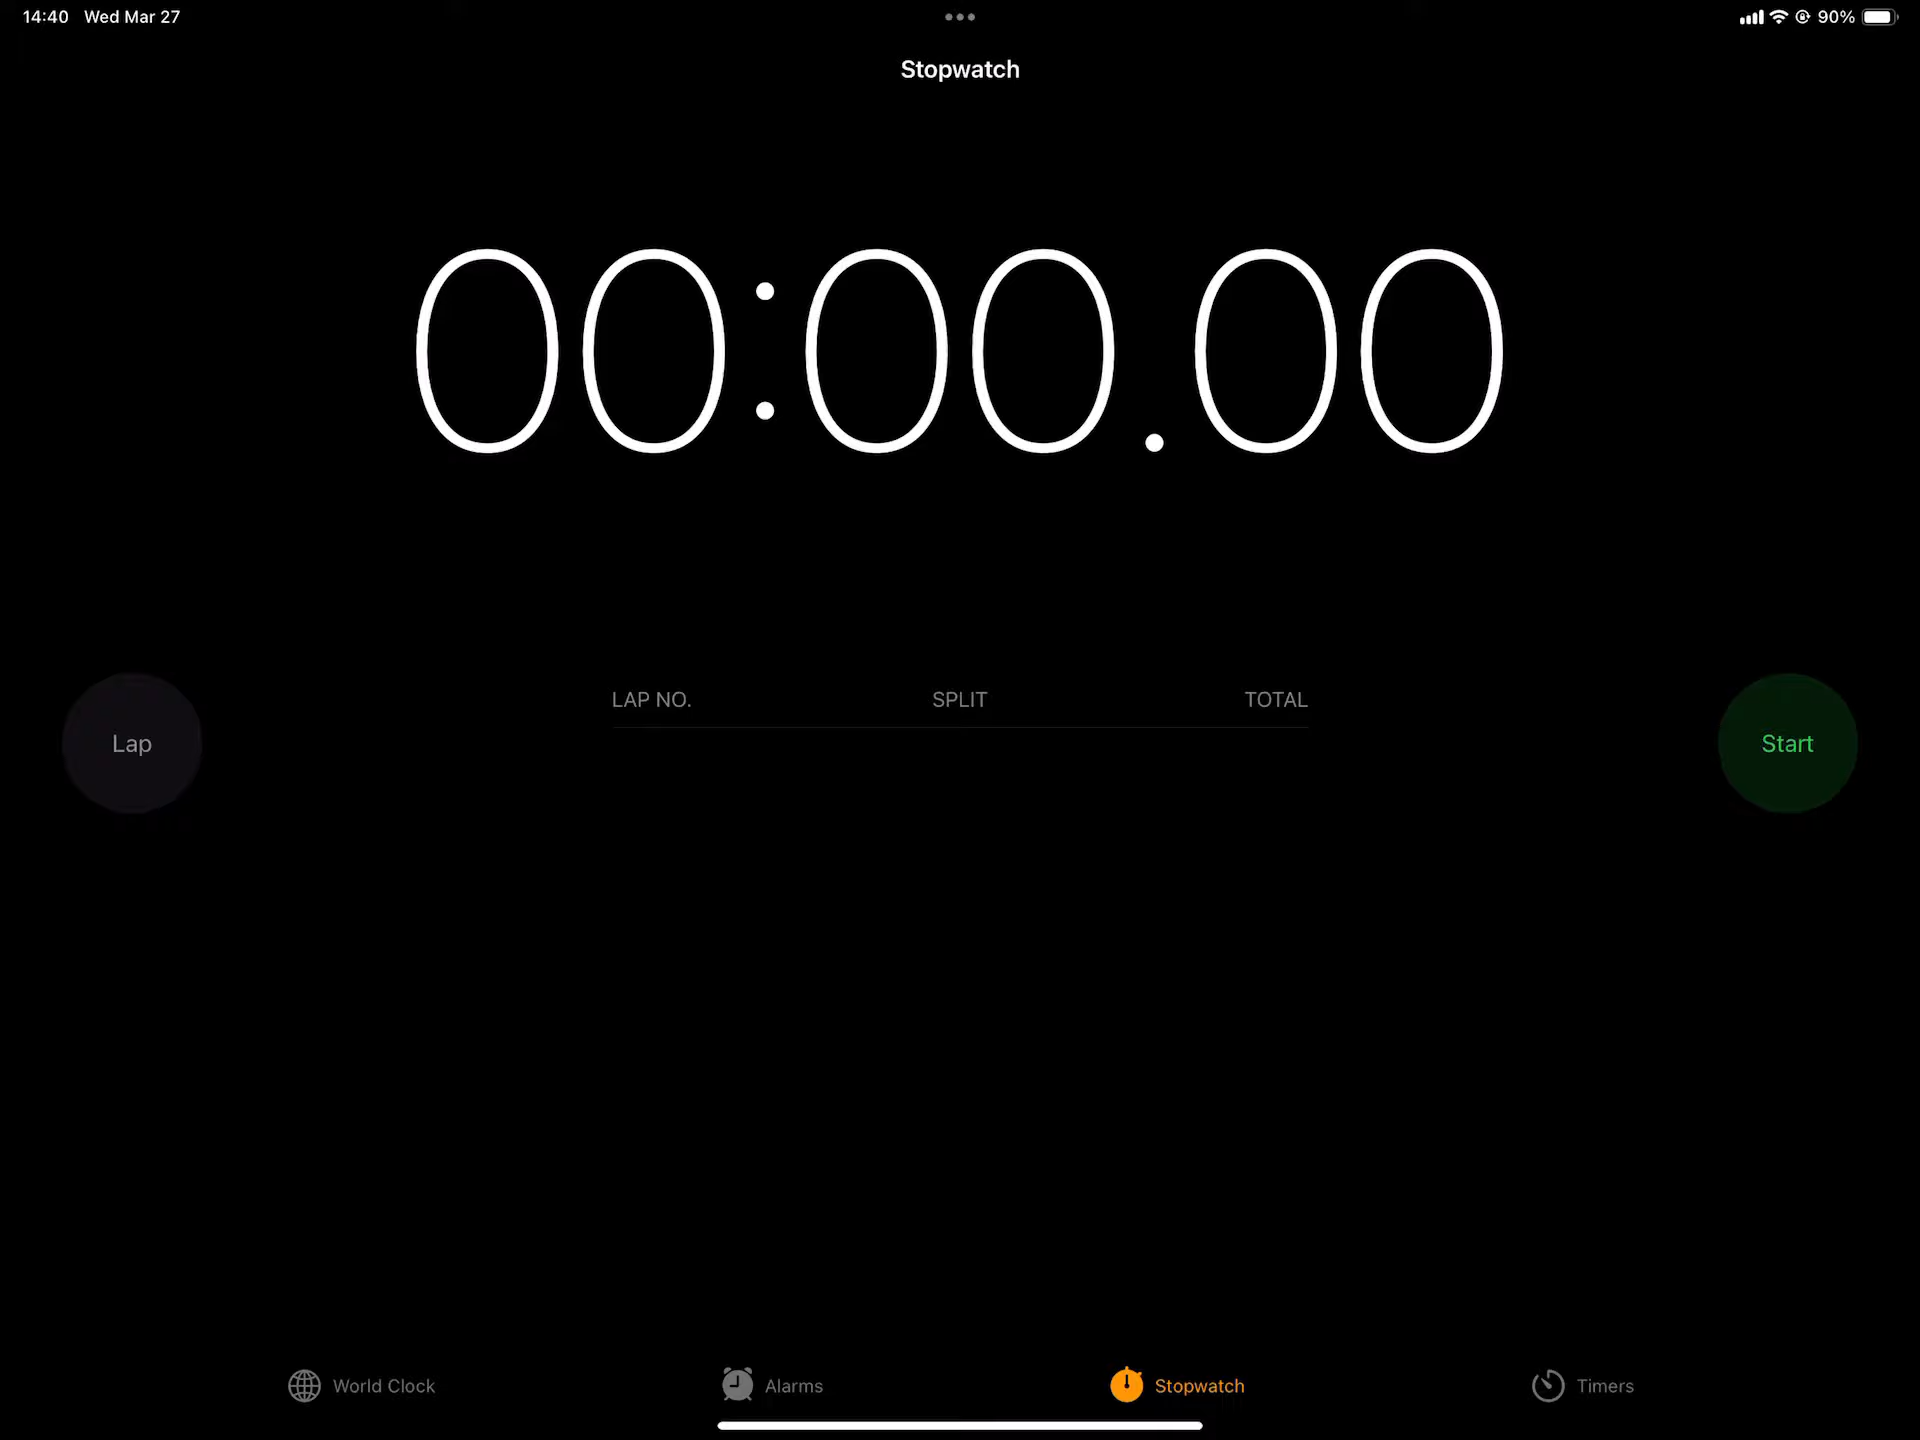 14:40 Wed Mar 27
90%
Stopwatch
00:00.00
LAP NO. SPLIT TOTAL
Lap
Start
World Clock
Alarms
Stopwatch
Timers